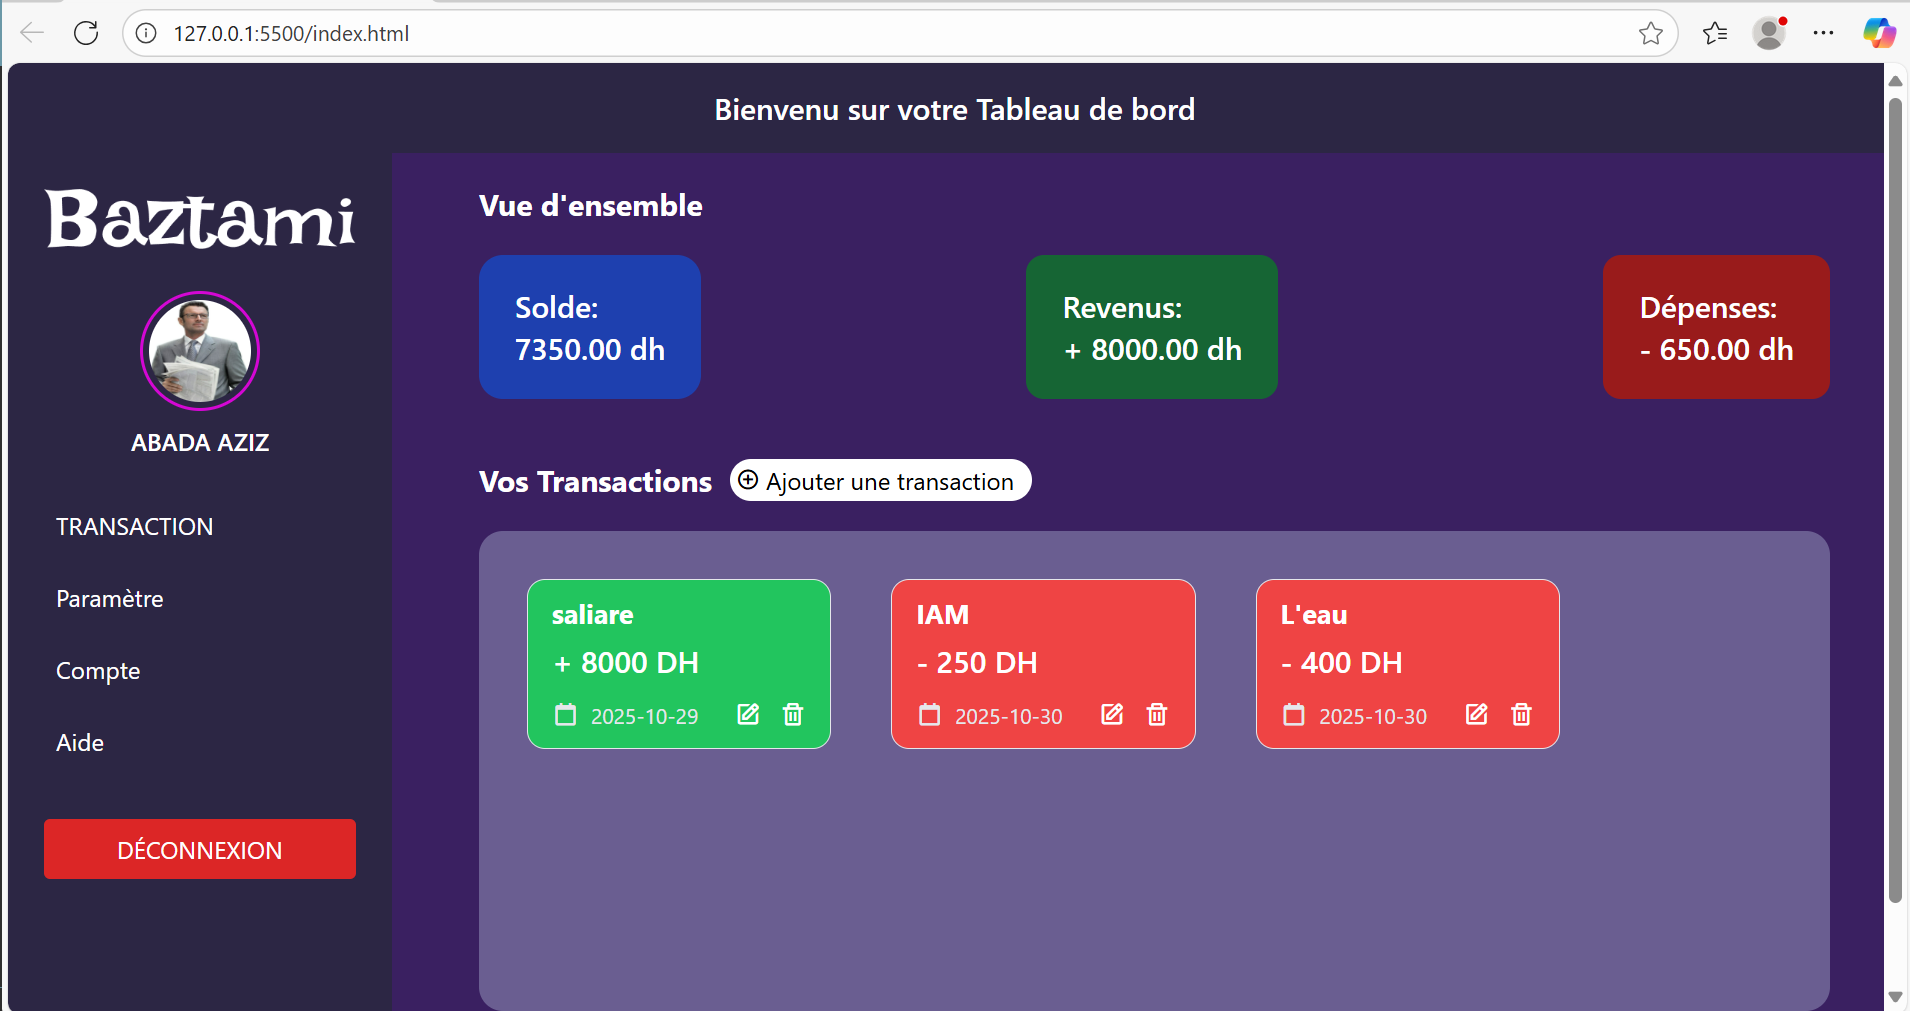 127.0.0.1:5500/index.html
Bienvenu sur votre Tableau de bord
Baztami
ABADA AZIZ
TRANSACTION
Paramètre
Compte
Aide
DÉCONNEXION
Vue d'ensemble
Solde:
7350.00 dh
Revenus:
+ 8000.00 dh
Dépenses:
- 650.00 dh
Vos Transactions
Ajouter une transaction
saliare
+ 8000 DH
2025-10-29
IAM
- 250 DH
2025-10-30
L'eau
- 400 DH
2025-10-30